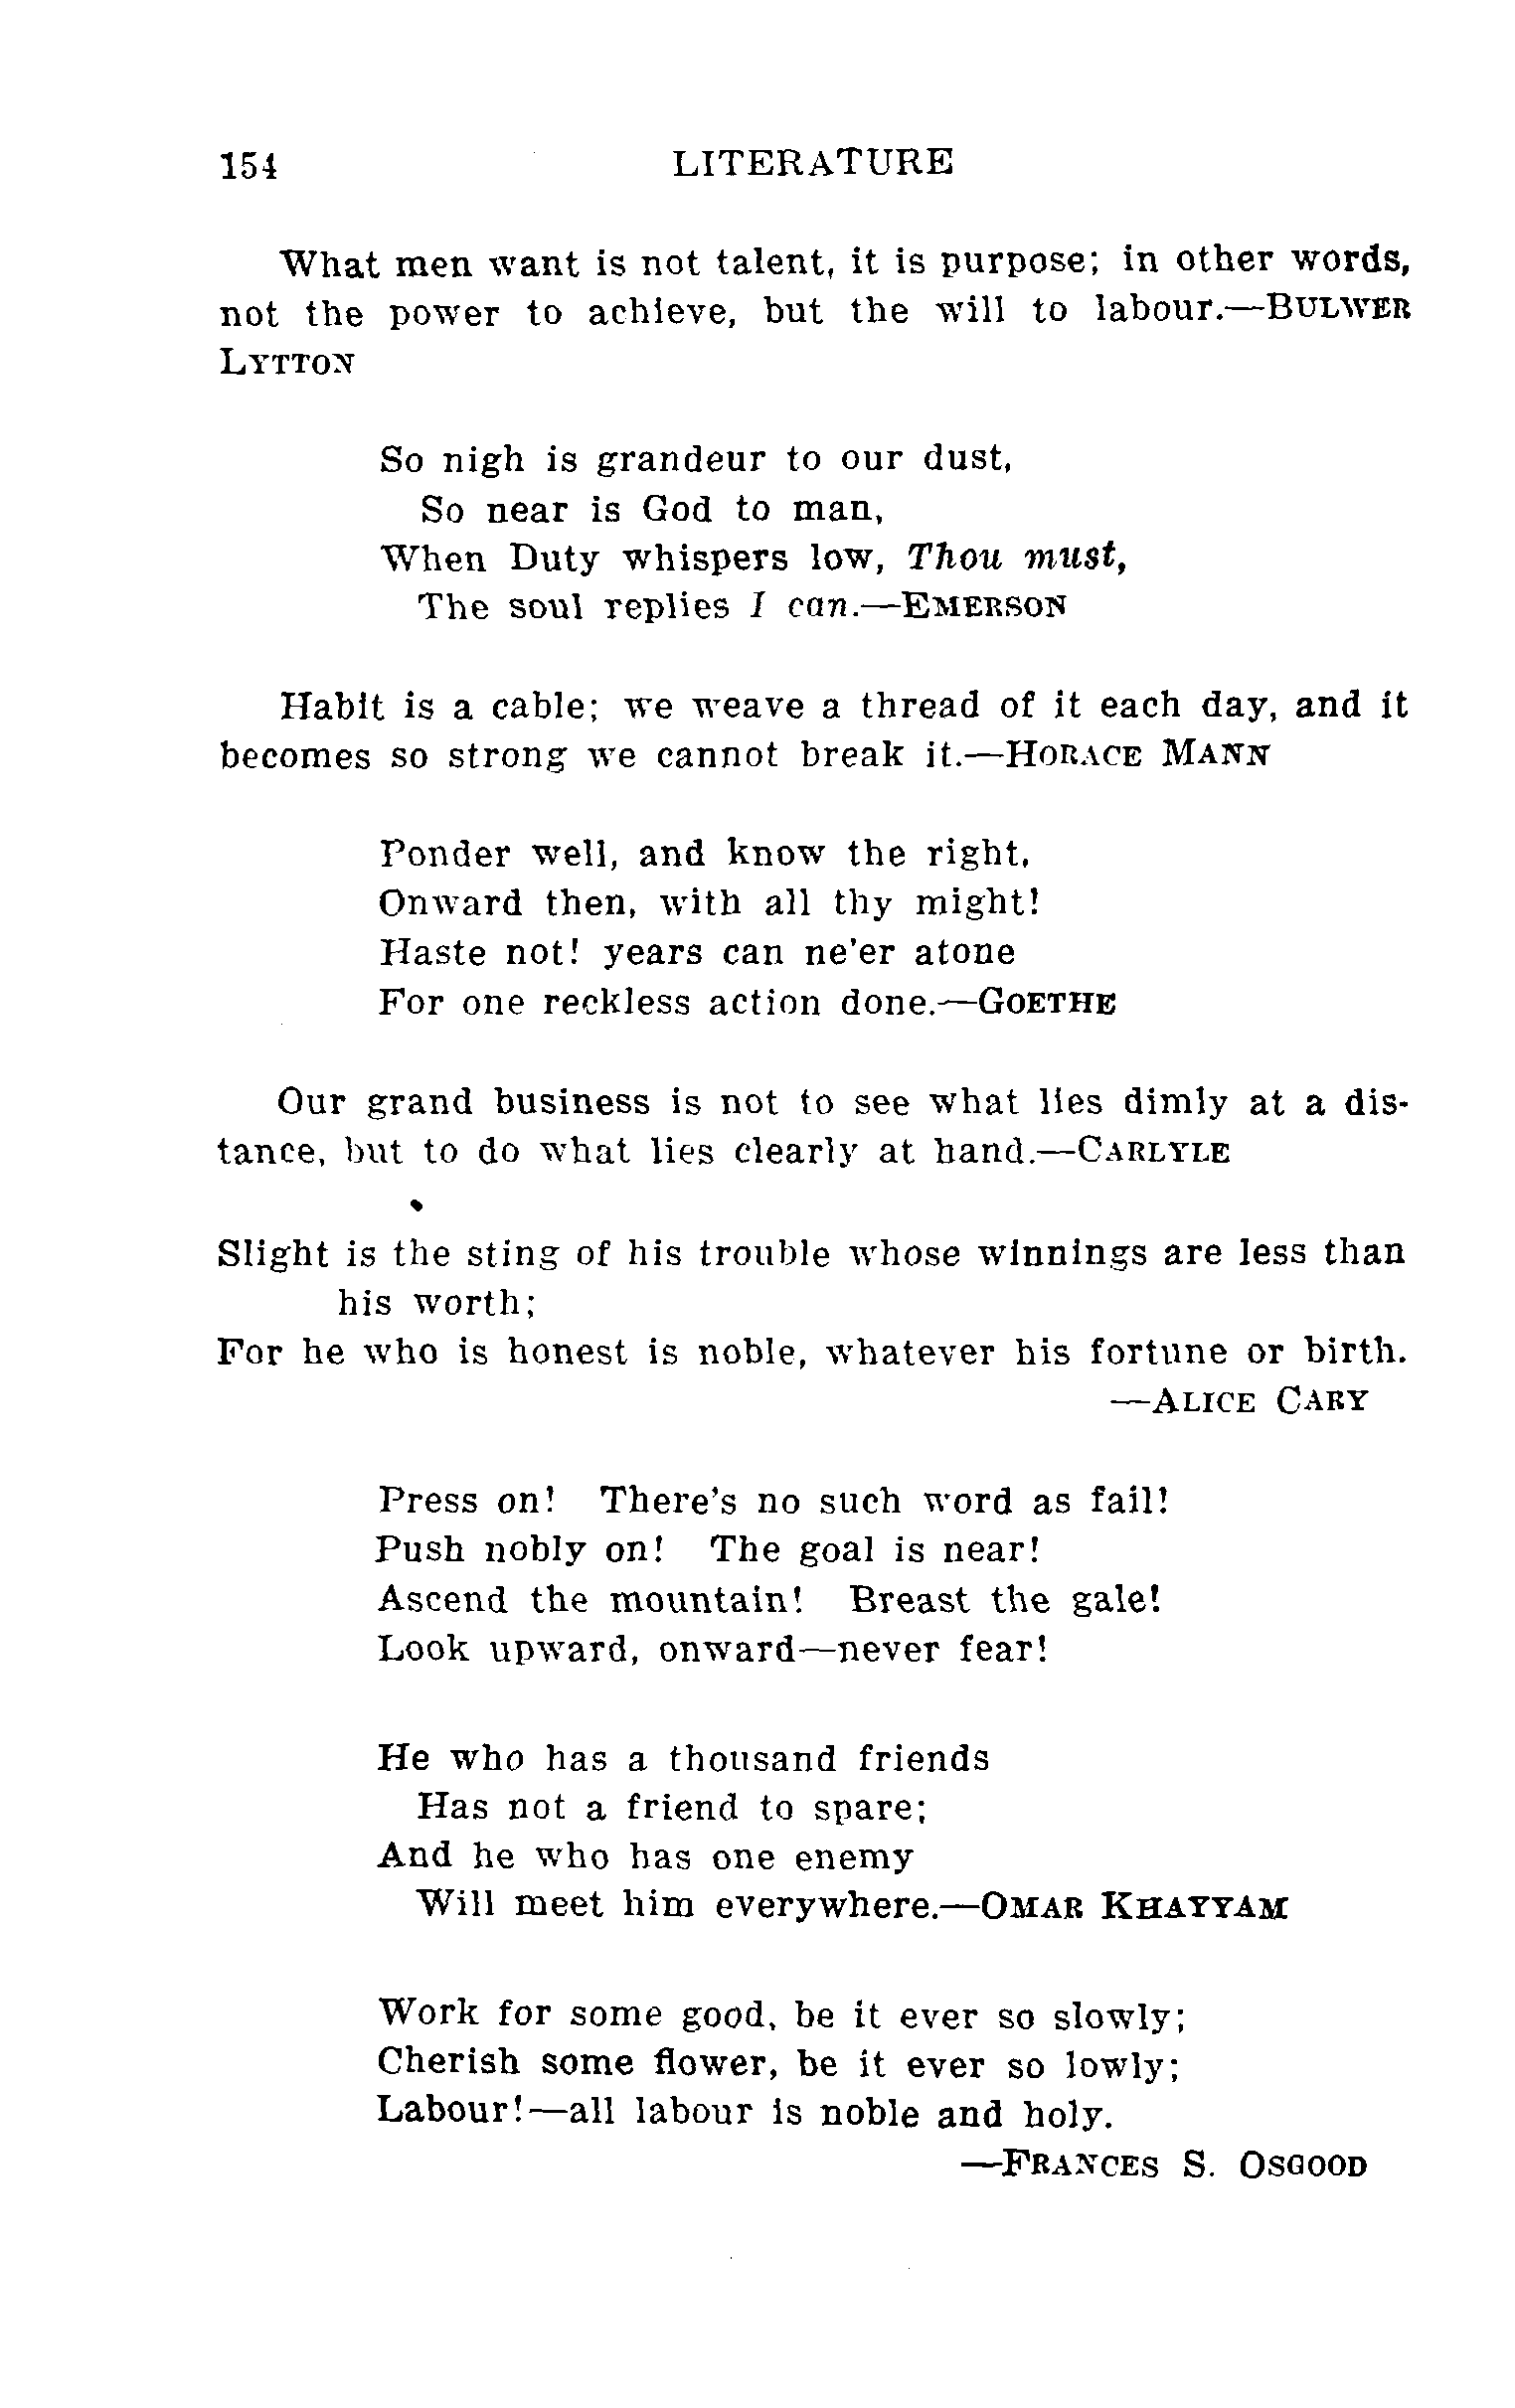 154 LITERATURE
What men want is not talent, it is purpose; in other words,
not the power to achieve, but the will to labour.—BULWER
LYTTON
So nigh is grandeur to our dust,
So near is God to man,
When Duty whispers low, Thou must,
The soul replies I can.—EMERSON
Habit is a cable; we weave a thread of it each day, and it
becomes so strong we cannot break it.—HORACE MANN
Ponder well, and know the right,
Onward then, with all thy might!
Haste not! years can ne'er atone
For one reckless action done.—GOETHE
Our grand business is not to see what lies dimly at a dis-
tance, but to do what lies clearly at hand.—CARLYLE
Slight is the sting of his trouble whose winnings are less than
his worth;
For he who is honest is noble, whatever his fortune or birth.
—ALICE CARY
Press on! There's no such word as fail!
Push nobly on! The goal is near!
Ascend the mountain! Breast the gale!
Look upward, onward—never fear!
He who has a thousand friends
Has not a friend to spare;
And he who has one enemy
Will meet him everywhere.—OMAR KHAYYAM
Work for some good, be it ever so slowly;
Cherish some flower, be it ever so lowly;
Labour!—all labour is noble and holy.
—FRANCES S. OSGOOD